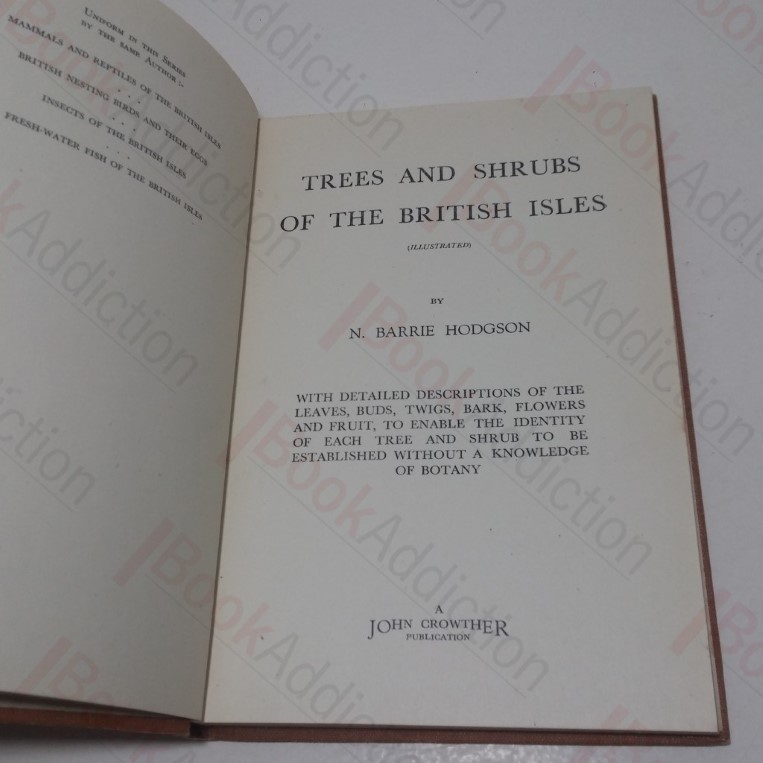 UNIFORM IN THIS SERIES
BY THE SAME AUTHOR:-
MAMMALS AND REPTILES OF THE BRITISH ISLES
. . .
BRITISH NESTING BIRDS AND THEIR EGGS
. . .
INSECTS OF THE BRITISH ISLES
. . .
FRESH-WATER FISH OF THE BRITISH ISLES
TREES AND SHRUBS
OF THE BRITISH ISLES
(ILLUSTRATED)
BY
N. BARRIE HODGSON
WITH DETAILED DESCRIPTIONS OF THE
LEAVES, BUDS, TWIGS, BARK, FLOWERS
AND FRUIT, TO ENABLE THE IDENTITY
OF EACH TREE AND SHRUB TO BE
ESTABLISHED WITHOUT A KNOWLEDGE
OF BOTANY
A
JOHN CROWTHER
PUBLICATION
BookAddiction